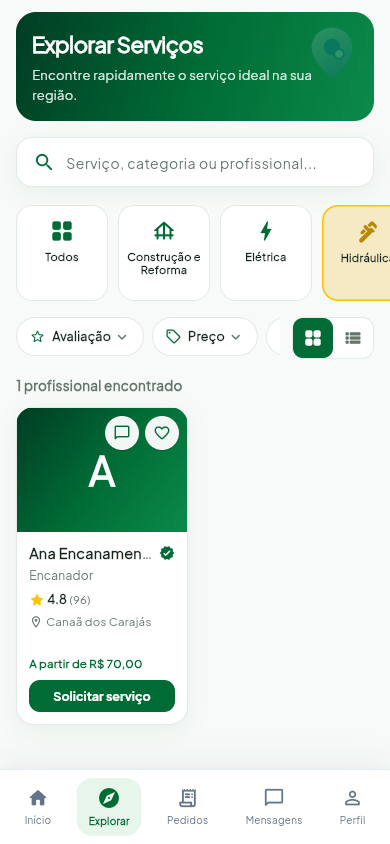 Explorar Serviços
Encontre rapidamente o serviço ideal na sua
região.
Serviço, categoria ou profissional...
Todos
Construção e
Reforma
Elétrica
Hidráulica
Avaliação
Preço
1 profissional encontrado
A
Ana Encanamen...
Encanador
4.8 (96)
Canaã dos Carajás
A partir de R$ 70,00
Solicitar serviço
Início
Explorar
Pedidos
Mensagens
Perfil